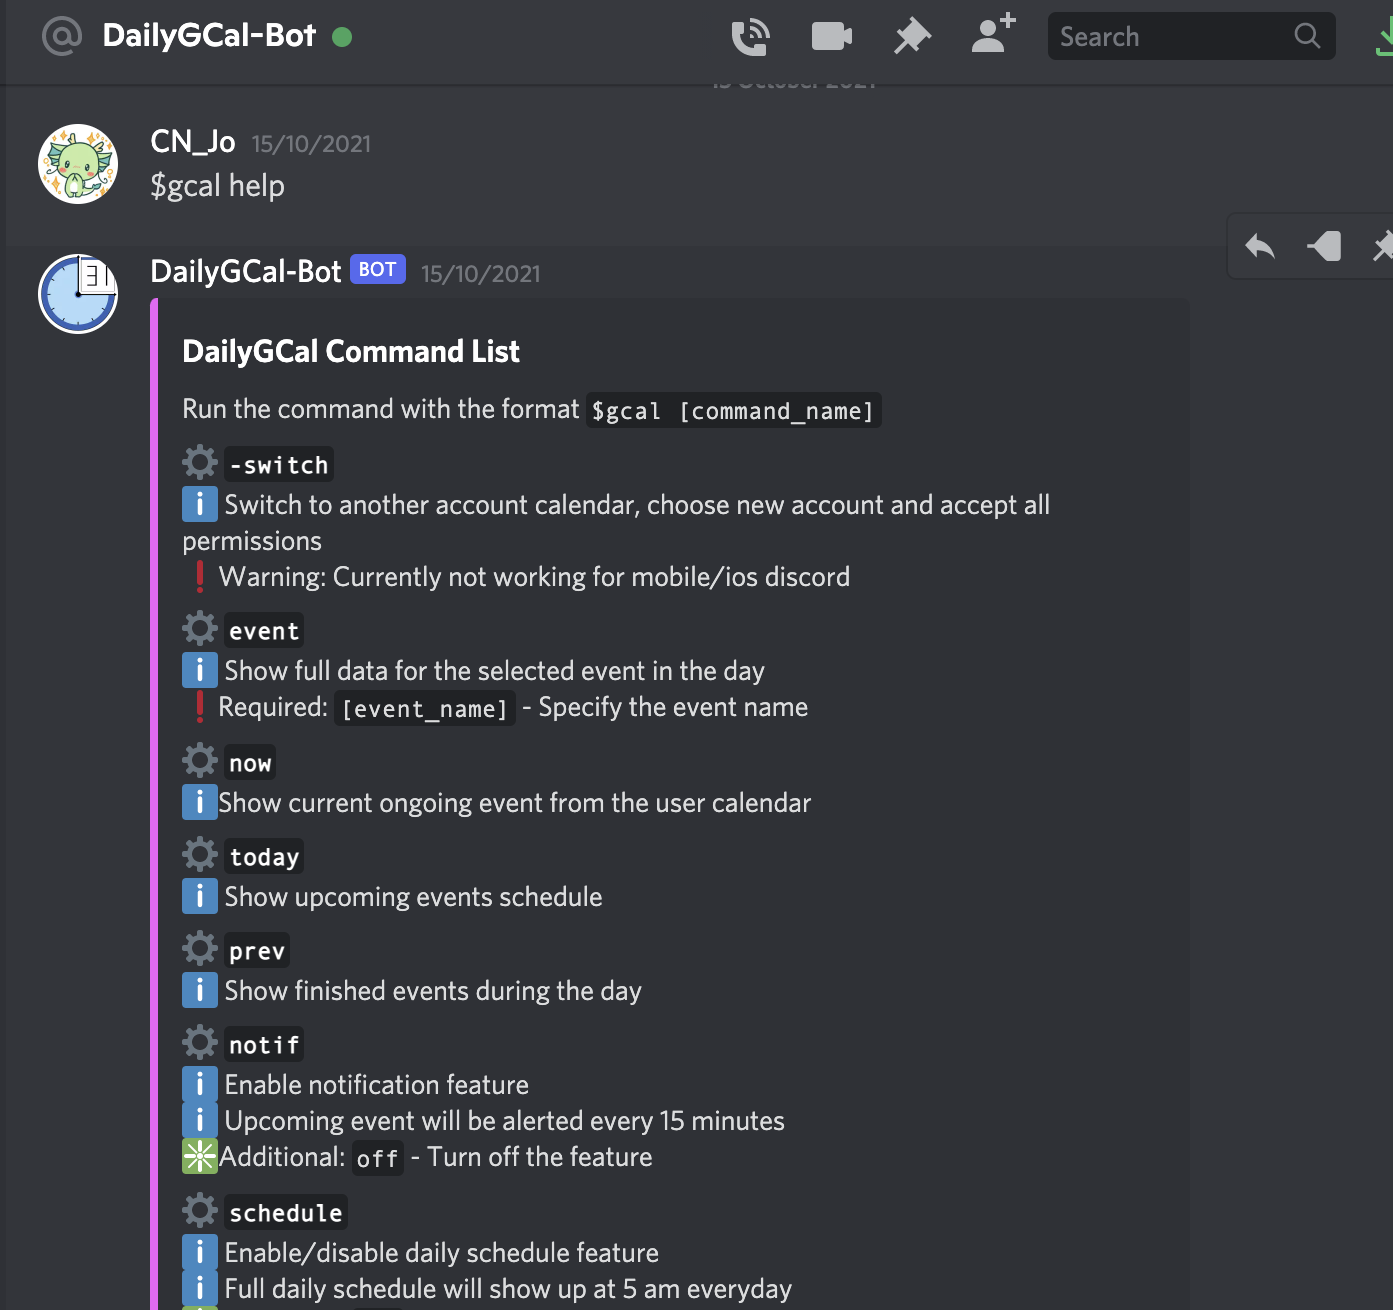 DailyGCal-Bot
Search
15 October 2021
CN_Jo 15/10/2021
$gcal help
31
DailyGCal-Bot BOT 15/10/2021
DailyGCal Command List
Run the command with the format $gcal [command_name]
-switch
i Switch to another account calendar, choose new account and accept all
permissions
❗ Warning: Currently not working for mobile/ios discord
event
i Show full data for the selected event in the day
❗ Required: [event_name] - Specify the event name
now
i Show current ongoing event from the user calendar
today
i Show upcoming events schedule
prev
i Show finished events during the day
notif
i Enable notification feature
i Upcoming event will be alerted every 15 minutes
Additional: off - Turn off the feature
schedule
i Enable/disable daily schedule feature
i Full daily schedule will show up at 5 am everyday